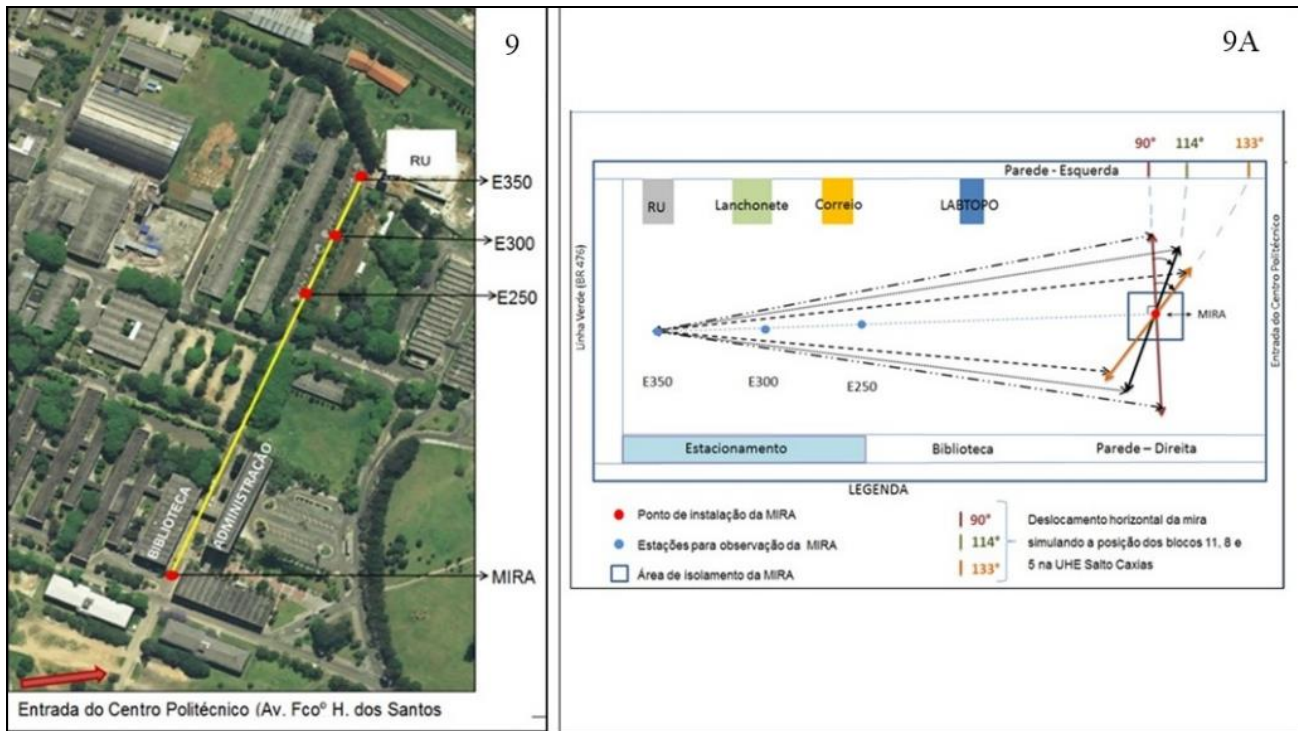 9
RU
E350
E300
E250
BIBLIOTECA
ADMINISTRAÇÃO
MIRA
Entrada do Centro Politécnico (Av. Fcoº H. dos Santos
9A
90° 114° 133°
Parede - Esquerda
RU Lanchonete Correio LABTOPO
Linha Verde (BR 476)
Entrada do Centro Politécnico
MIRA
E350 E300 E250
Estacionamento Biblioteca Parede – Direita
LEGENDA
Ponto de instalação da MIRA
Estações para observação da MIRA
Área de isolamento da MIRA
90°
114°
133°
Deslocamento horizontal da mira
simulando a posição dos blocos 11, 8 e
5 na UHE Salto Caxias